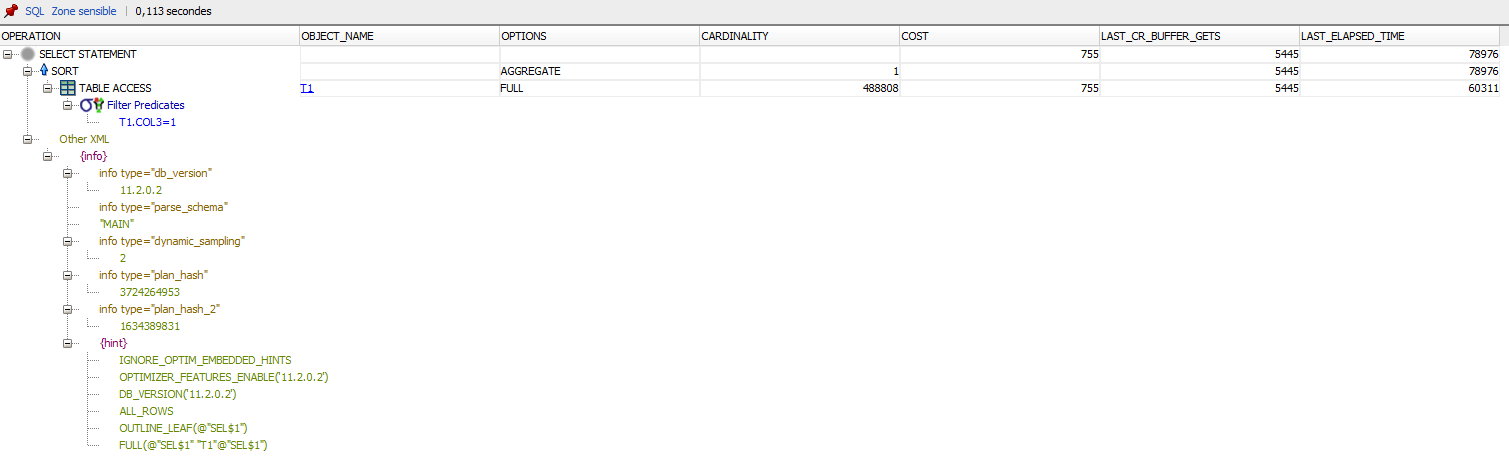 SQL Zone sensible | 0,113 secondes
OPERATION OBJECT_NAME OPTIONS CARDINALITY COST LAST_CR_BUFFER_GETS LAST_ELAPSED_TIME
SELECT STATEMENT 755 5445 78976
SORT AGGREGATE 1 5445 78976
TABLE ACCESS T1 FULL 488808 755 5445 60311
Filter Predicates
T1.COL3=1
Other XML
{info}
info type="db_version"
11.2.0.2
info type="parse_schema"
"MAIN"
info type="dynamic_sampling"
2
info type="plan_hash"
3724264953
info type="plan_hash_2"
1634389831
{hint}
IGNORE_OPTIM_EMBEDDED_HINTS
OPTIMIZER_FEATURES_ENABLE('11.2.0.2')
DB_VERSION('11.2.0.2')
ALL_ROWS
OUTLINE_LEAF(@"SEL$1")
FULL(@"SEL$1" "T1"@"SEL$1")